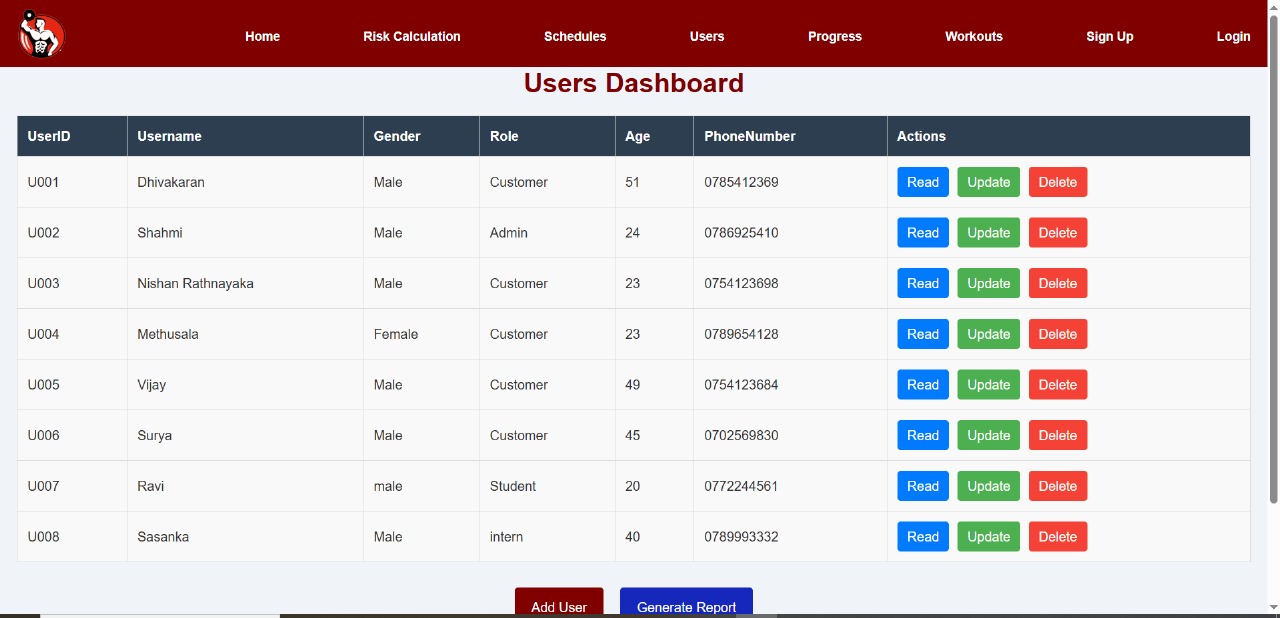 Home Risk Calculation Schedules Users Progress Workouts Sign Up Login
Users Dashboard
UserID Username Gender Role Age PhoneNumber Actions
U001 Dhivakaran Male Customer 51 0785412369 Read Update Delete
U002 Shahmi Male Admin 24 0786925410 Read Update Delete
U003 Nishan Rathnayaka Male Customer 23 0754123698 Read Update Delete
U004 Methusala Female Customer 23 0789654128 Read Update Delete
U005 Vijay Male Customer 49 0754123684 Read Update Delete
U006 Surya Male Customer 45 0702569830 Read Update Delete
U007 Ravi male Student 20 0772244561 Read Update Delete
U008 Sasanka Male intern 40 0789993332 Read Update Delete
Add User Generate Report